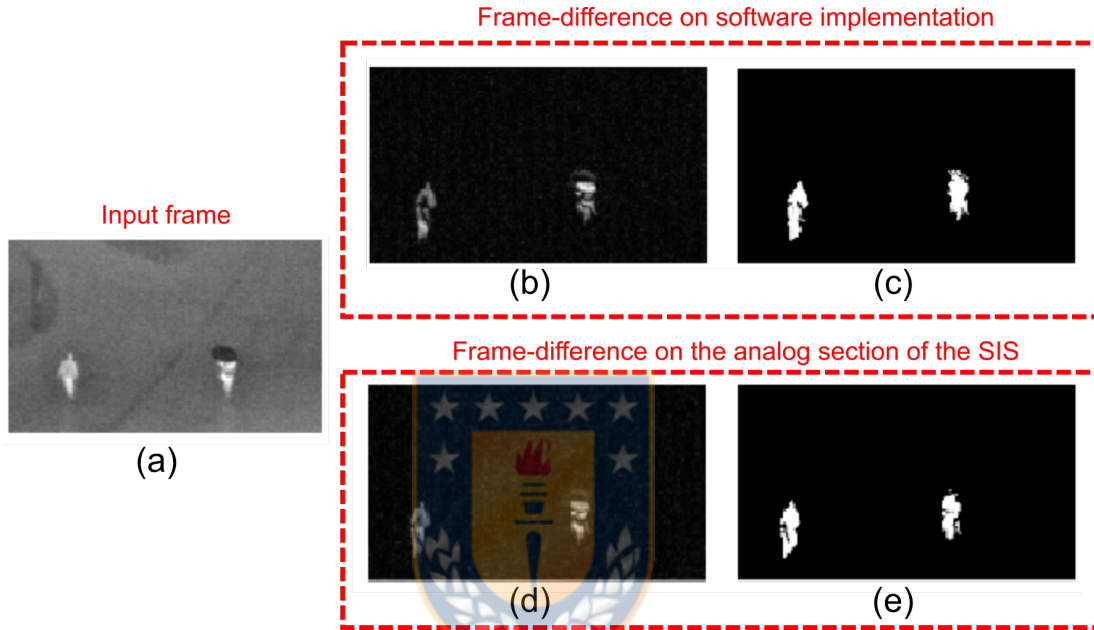 Frame-difference on software implementation
Input frame
(a)
(b)
(c)
Frame-difference on the analog section of the SIS
(d)
(e)